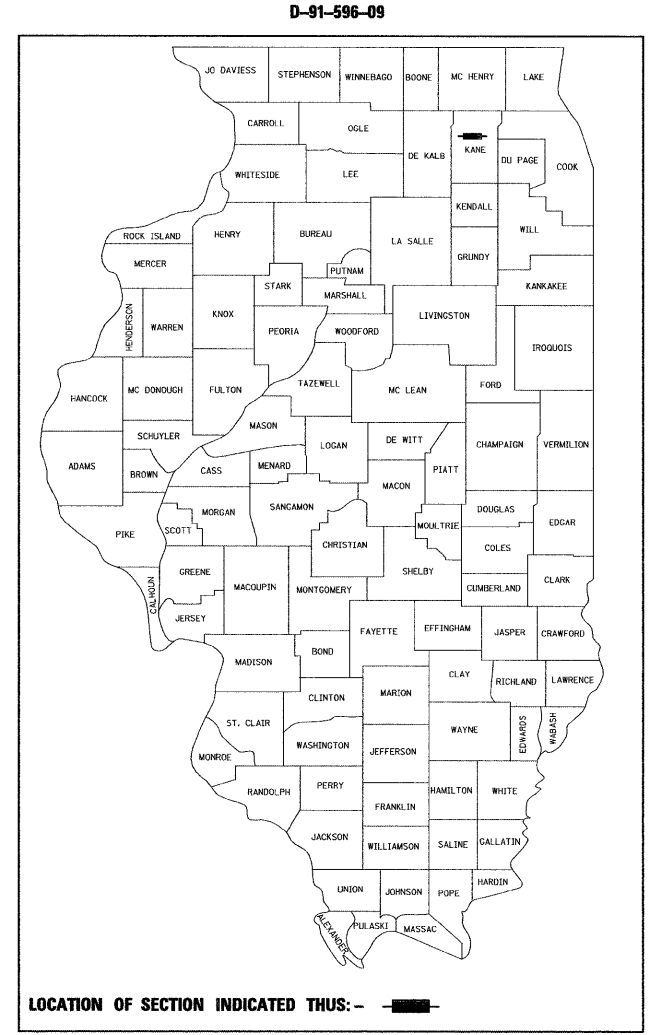 D-91-596-09
JO DAVIESS STEPHENSON WINNEBAGO BOONE MC HENRY LAKE
CARROLL OGLE DE KALB KANE DU PAGE COOK
WHITESIDE LEE
KENDALL
ROCK ISLAND HENRY BUREAU LA SALLE WILL
MERCER PUTNAM GRUNDY
STARK MARSHALL KANKAKEE
HENDERSON WARREN KNOX PEORIA WOODFORD LIVINGSTON
IROQUOIS
HANCOCK MC DONOUGH FULTON TAZEWELL MC LEAN FORD
MASON
SCHUYLER LOGAN DE WITT CHAMPAIGN VERMILION
ADAMS BROWN CASS MENARD PIATT
MACON
MORGAN SANGAMON DOUGLAS
PIKE SCOTT MOULTRIE EDGAR
CHRISTIAN COLES
GREENE SHELBY
CALHOUN MACOUPIN MONTGOMERY CUMBERLAND CLARK
JERSEY
FAYETTE EFFINGHAM JASPER CRAWFORD
MADISON BOND
CLAY RICHLAND LAWRENCE
CLINTON MARION
ST. CLAIR WAYNE EDWARDS WABASH
WASHINGTON JEFFERSON
MONROE
RANDOLPH PERRY HAMILTON WHITE
FRANKLIN
JACKSON WILLIAMSON SALINE GALLATIN
UNION JOHNSON POPE HARDIN
ALEXANDER PULASKI MASSAC
LOCATION OF SECTION INDICATED THUS: -